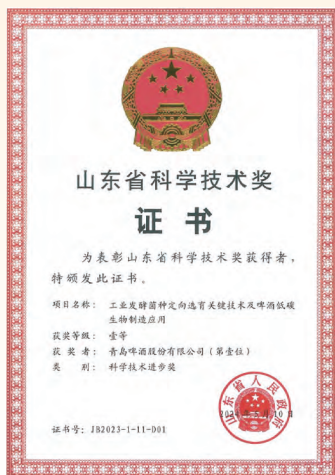 山东省科学技术奖
证书
为表彰山东省科学技术奖获得者，
特颁发此证书。
项目名称： 工业发酵菌种定向选育关键技术及啤酒低碳
生物制造应用
获奖等级： 壹等
获奖者： 青岛啤酒股份有限公司（第壹位）
类别： 科学技术进步奖
山东省人民政府
证书号：JB2023-1-11-D01